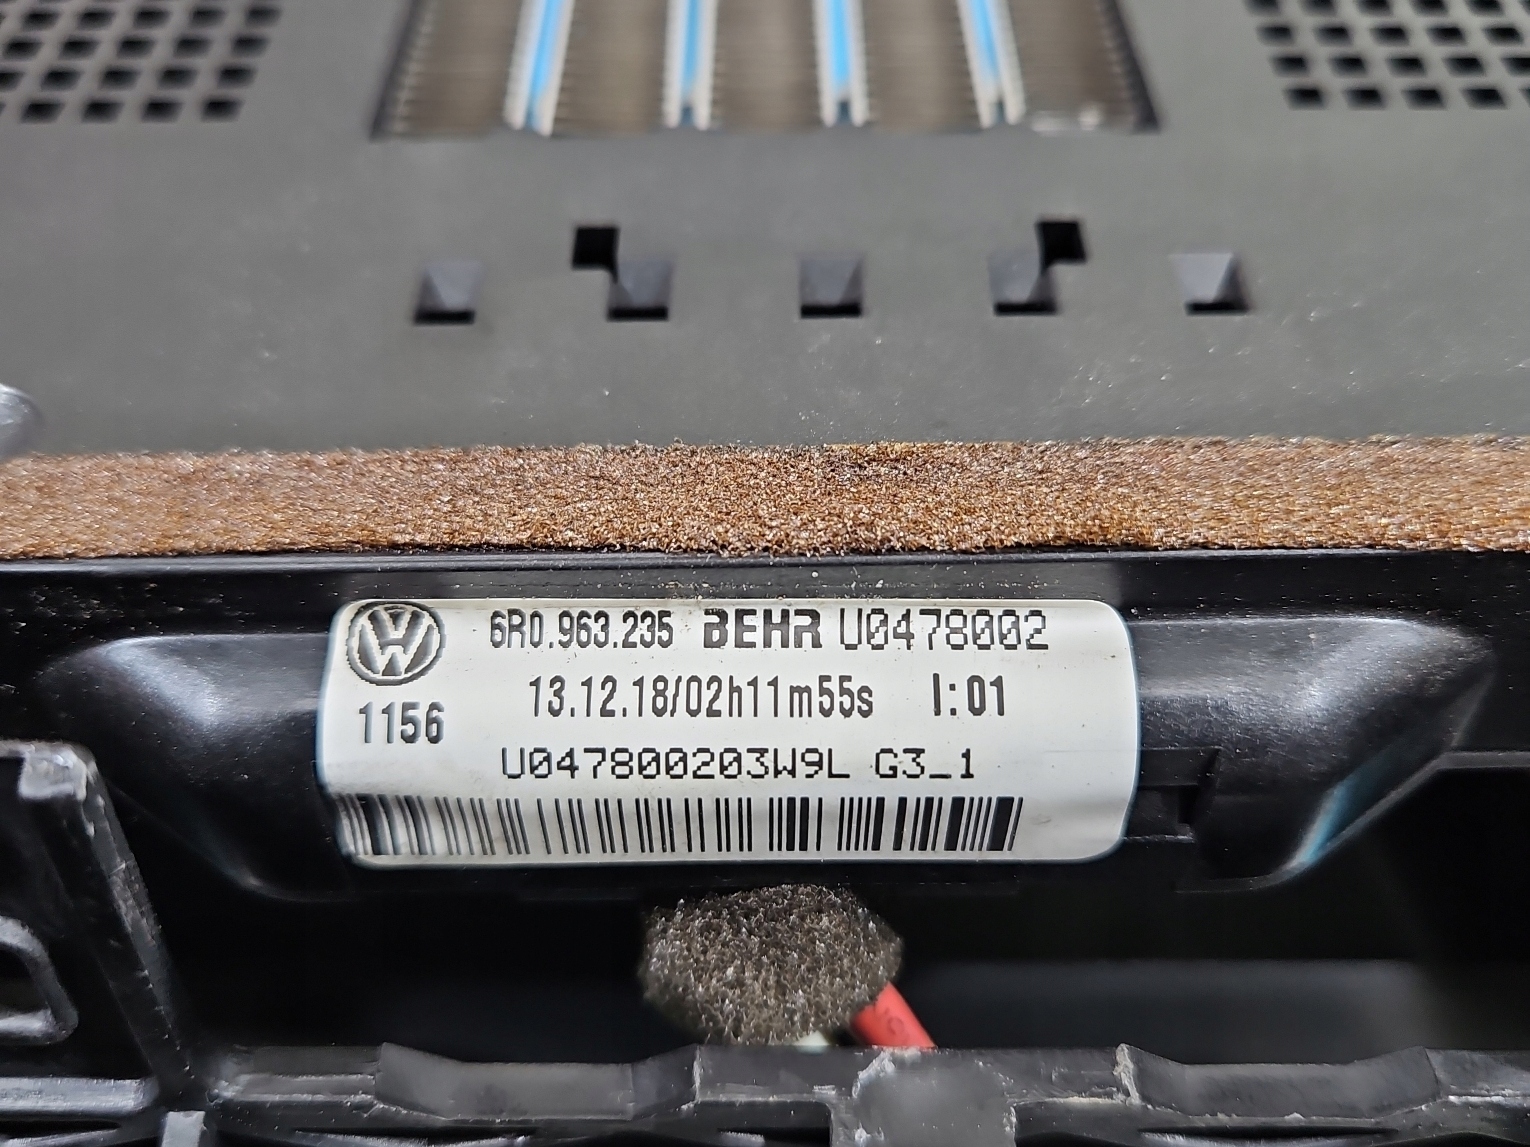 6R0.963.235 BEHR U0478002
13.12.18/02h11m55s I:01
1156
U047800203W9L G3_1